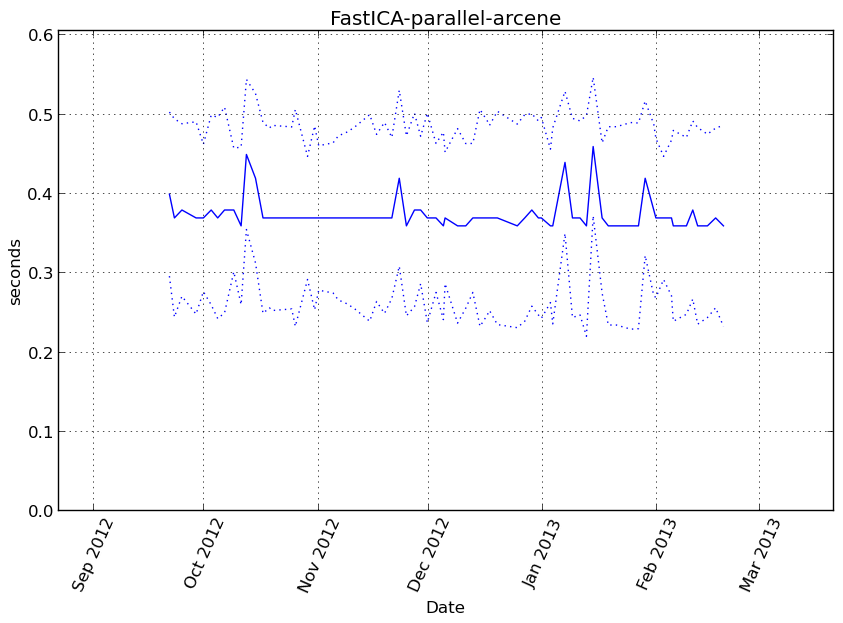 FastICA-parallel-arcene
0.6
0.5
0.4
0.3
0.2
0.1
0.0
seconds
Sep 2012
Oct 2012
Nov 2012
Dec 2012
Jan 2013
Feb 2013
Mar 2013
Date